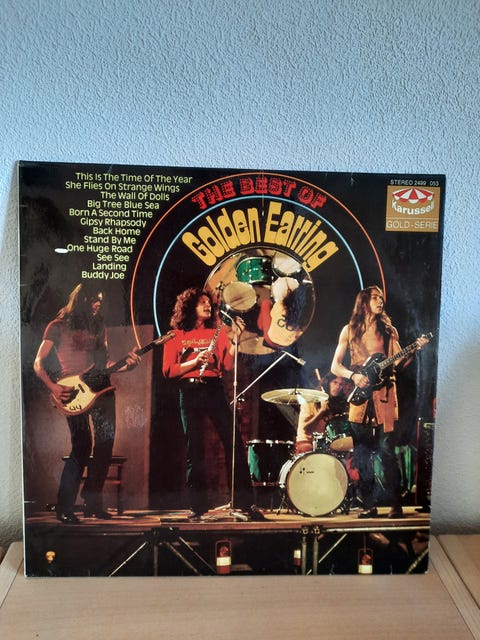 This Is The Time Of The Year
She Flies On Strange Wings
The Wall Of Dolls
Big Tree Blue Sea
Born A Second Time
Gipsy Rhapsody
Back Home
Stand By Me
One Huge Road
See See
Landing
Buddy Joe
THE BEST OF
Golden Earring
STEREO 2499 053
Karussell
GOLD-SERIE